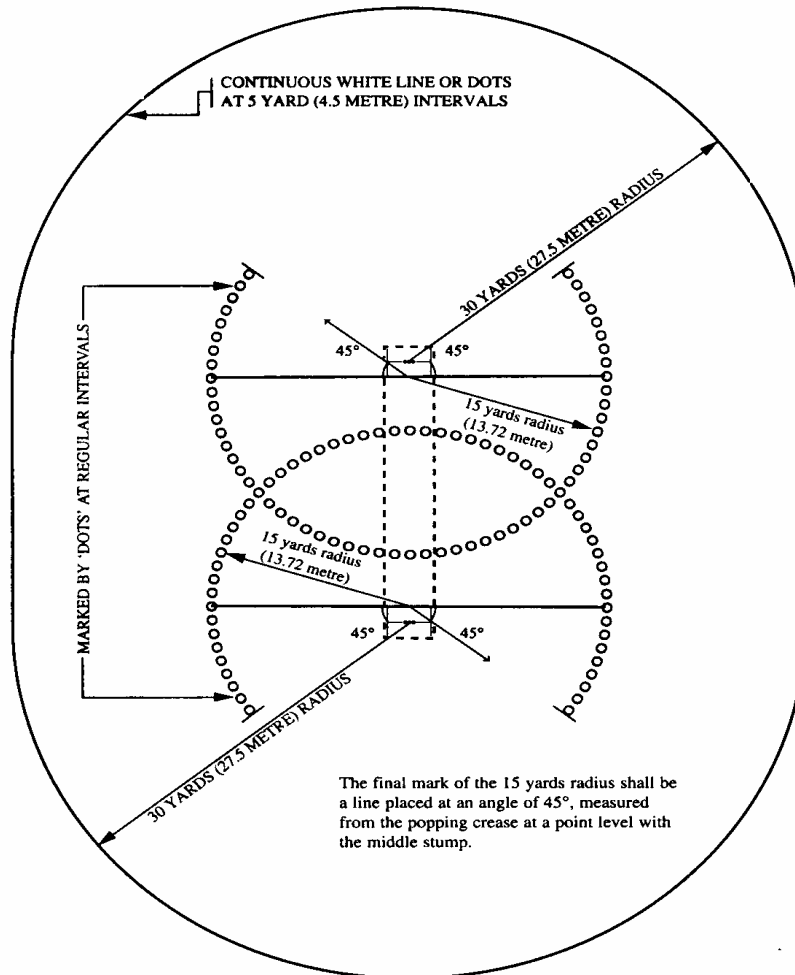 CONTINUOUS WHITE LINE OR DOTS
AT 5 YARD (4.5 METRE) INTERVALS
30 YARDS (27.5 METRE) RADIUS
MARKED BY 'DOTS' AT REGULAR INTERVALS
45°
45°
15 yards radius
(13.72 metre)
15 yards radius
(13.72 metre)
45°
45°
30 YARDS (27.5 METRE) RADIUS
The final mark of the 15 yards radius shall be
a line placed at an angle of 45°, measured
from the popping crease at a point level with
the middle stump.